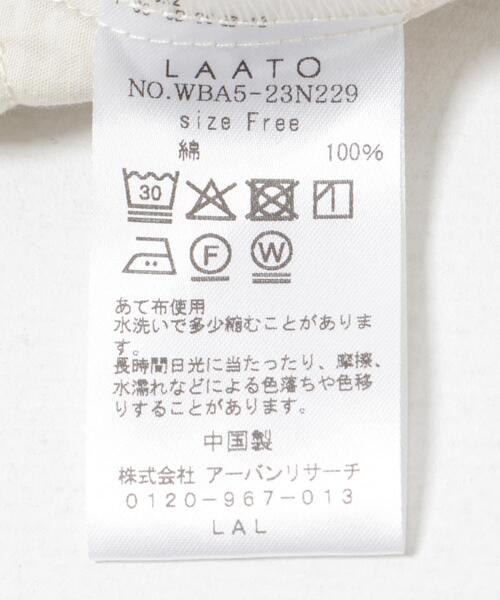 LAATO
NO.WBA5-23N229
size Free
綿 100%
30
F W
あて布使用
水洗いで多少縮むことがありま
す。
長時間日光に当たったり、摩擦、
水濡れなどによる色落ちや色移
りすることがあります。
中国製
株式会社 アーバンリサーチ
0120-967-013
LAL